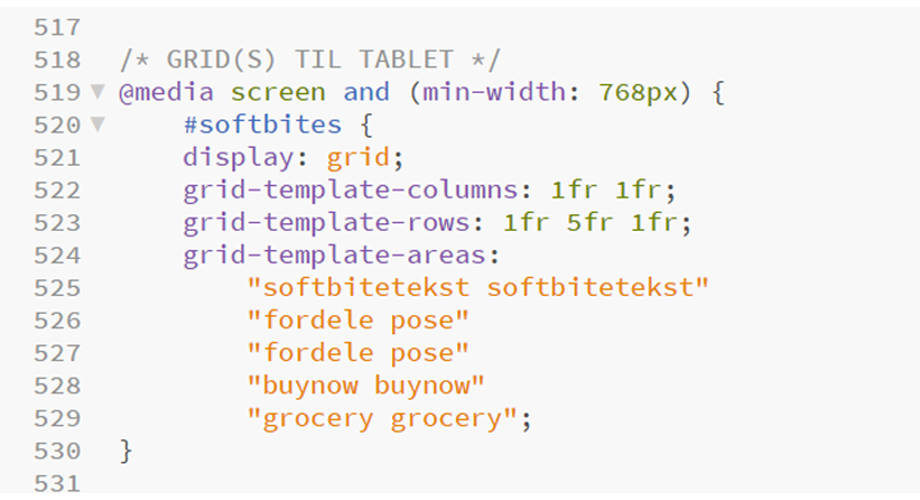 517
518 /* GRID(S) TIL TABLET */
519 ▼ @media screen and (min-width: 768px) {
520 ▼ #softbites {
521 display: grid;
522 grid-template-columns: 1fr 1fr;
523 grid-template-rows: 1fr 5fr 1fr;
524 grid-template-areas:
525 "softbitetekst softbitetekst"
526 "fordele pose"
527 "fordele pose"
528 "buynow buynow"
529 "grocery grocery";
530 }
531